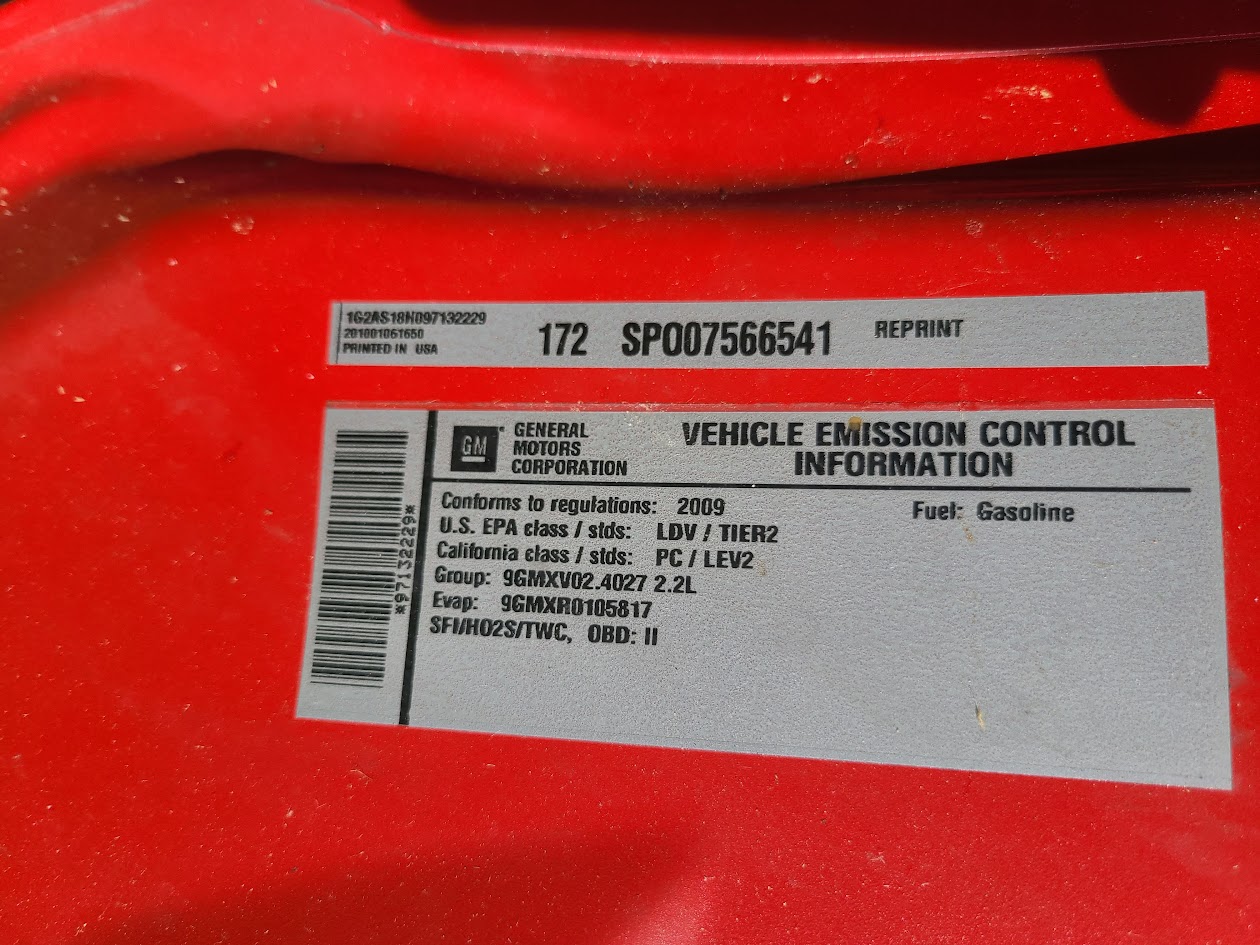 1G2AS18H097132229
201001061650
PRINTED IN USA
172 SP007566541 REPRINT
GM GENERAL
MOTORS
CORPORATION
VEHICLE EMISSION CONTROL
INFORMATION
Conforms to regulations: 2009 Fuel: Gasoline
U.S. EPA class / stds: LDV / TIER2
California class / stds: PC / LEV2
Group: 9GMXV02.4027 2.2L
Evap: 9GMXR0105817
SFI/HO2S/TWC, OBD: II
*97132229*